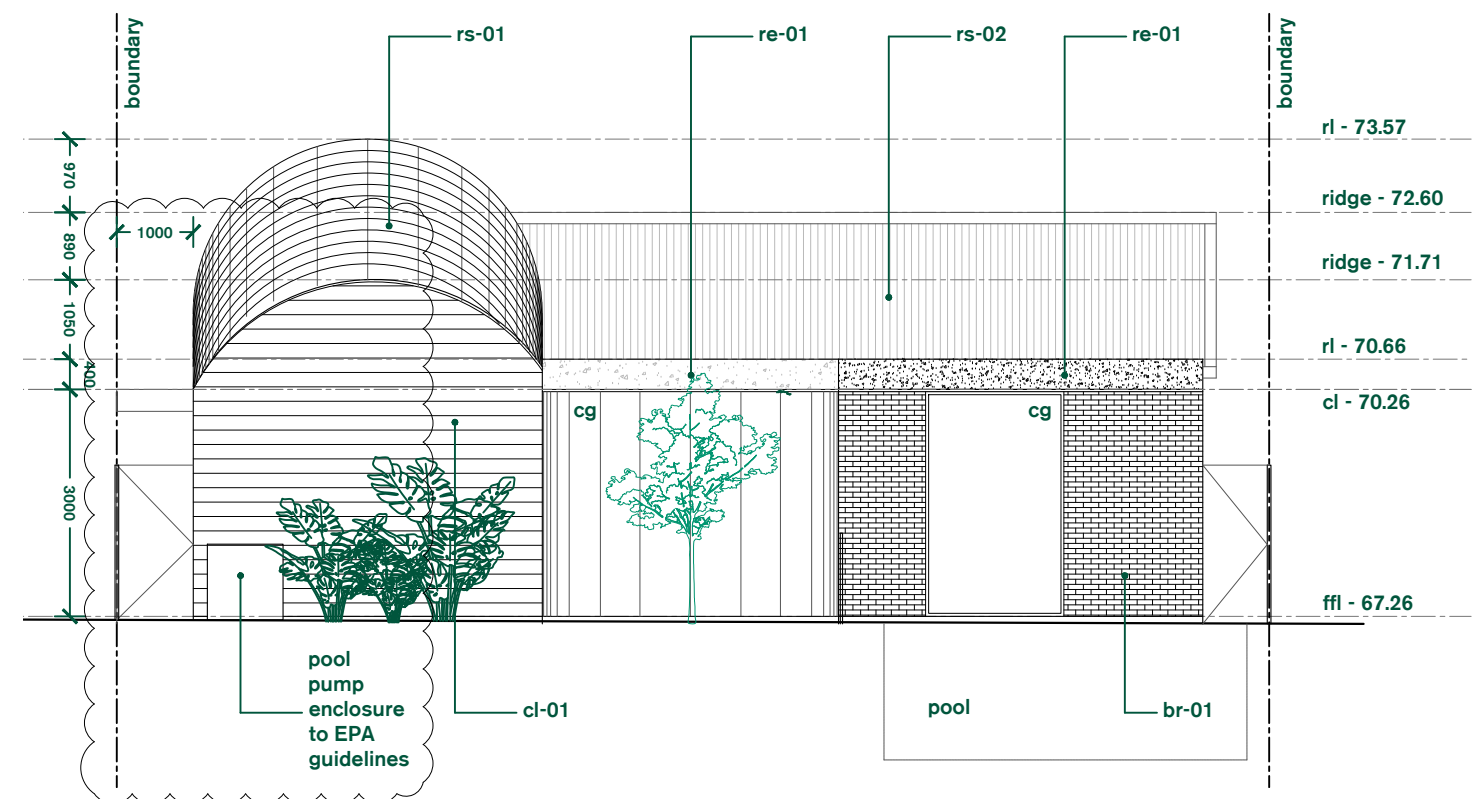 boundary
rs-01
re-01
rs-02
re-01
boundary
rl - 73.57
970
ridge - 72.60
1000
890
ridge - 71.71
1050
rl - 70.66
400
cl - 70.26
cg
cg
3000
ffl - 67.26
pool
pump
enclosure
to EPA
guidelines
cl-01
pool
br-01